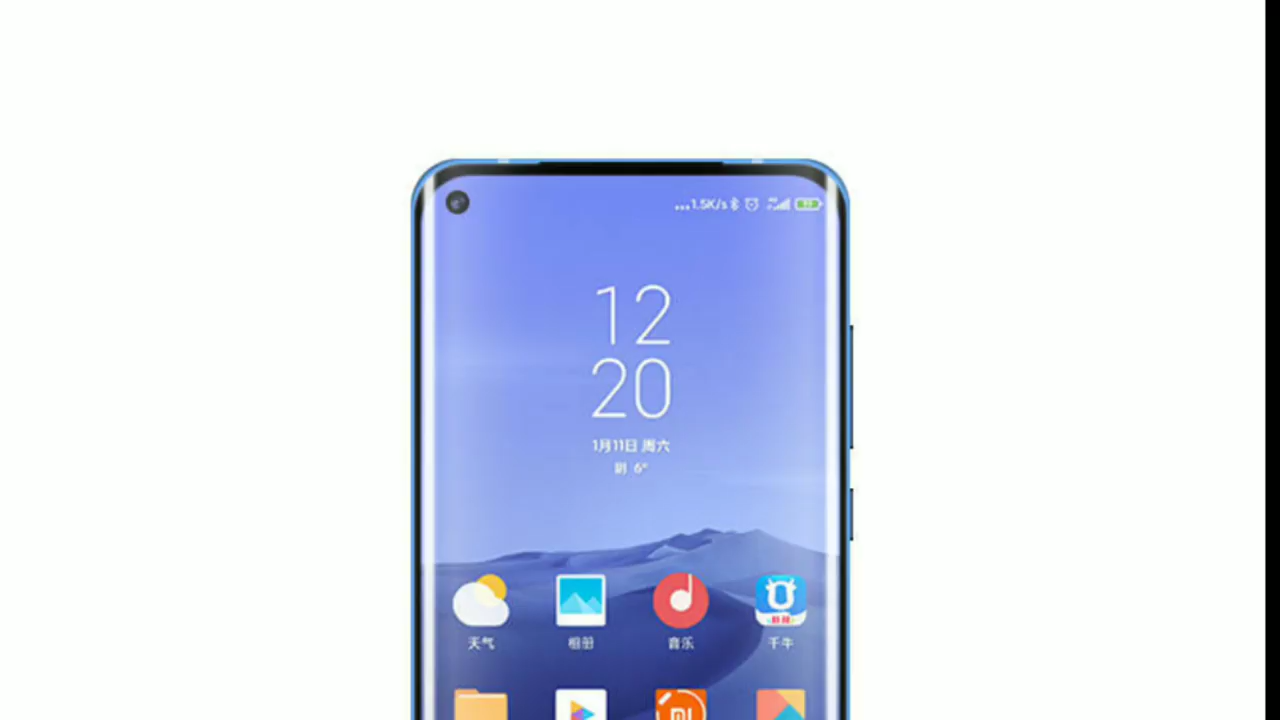 ...1.5K/s
12
20
1月11日 周六
阴 6°
天气 相册 音乐 千牛